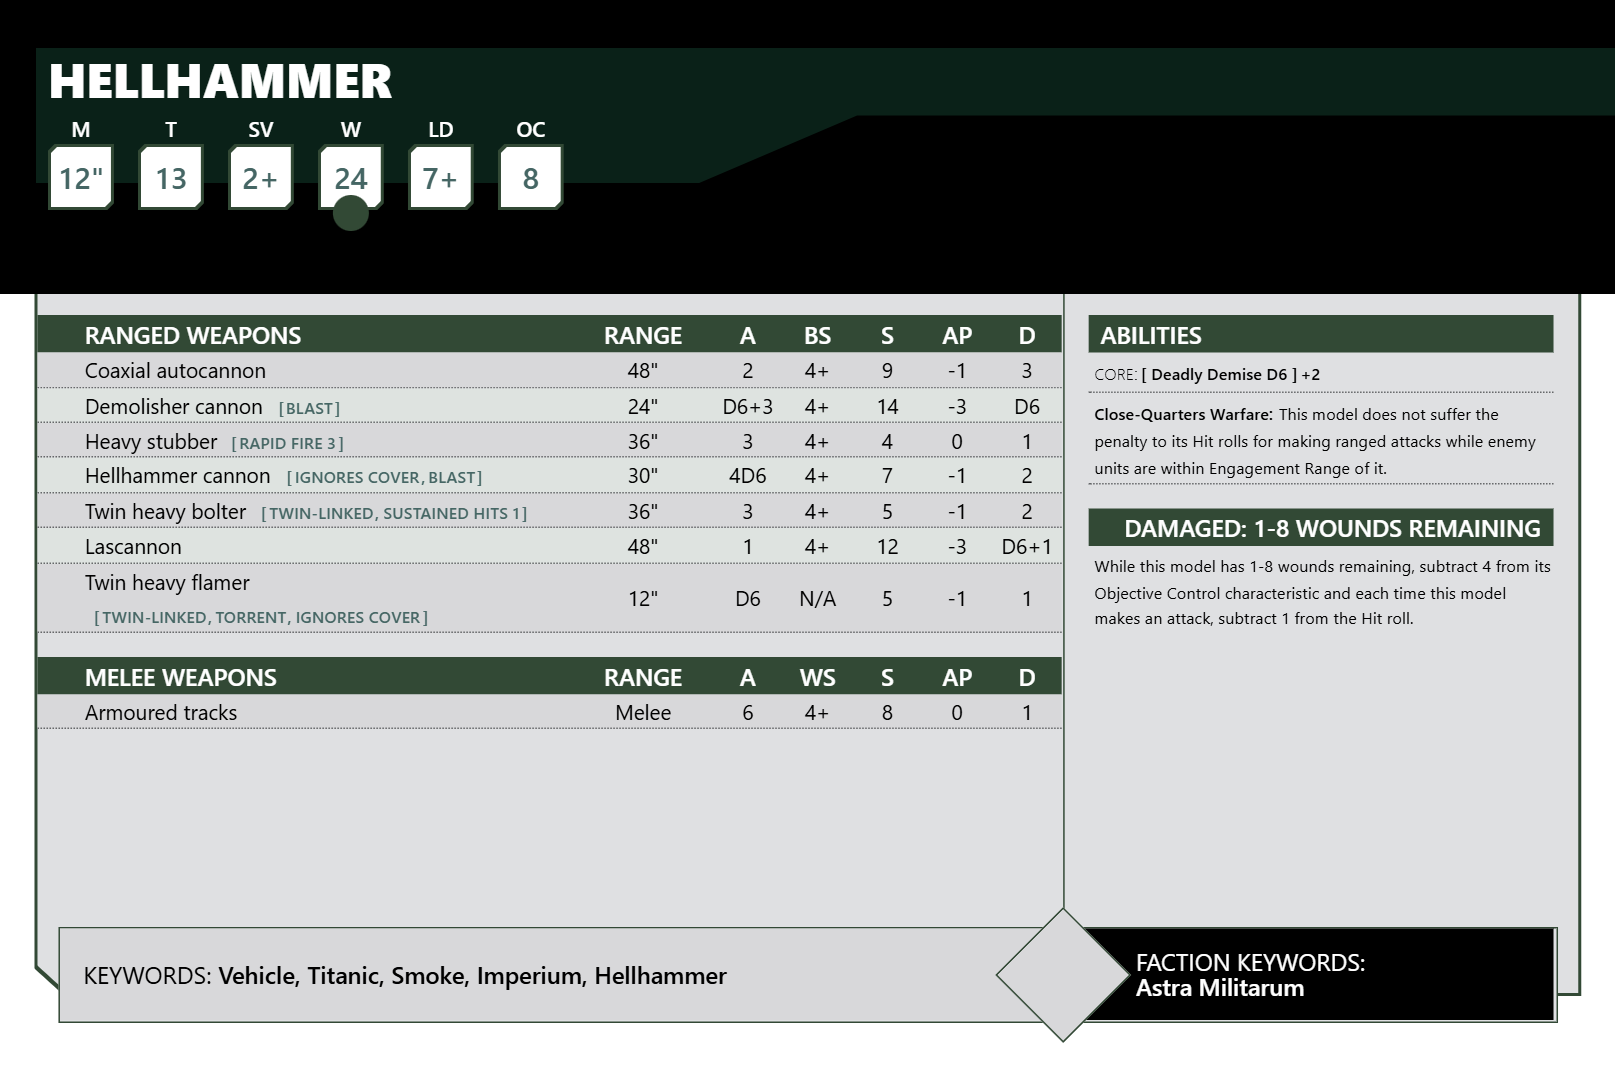 HELLHAMMER
M T SV W LD OC
12" 13 2+ 24 7+ 8
RANGED WEAPONS RANGE A BS S AP D
Coaxial autocannon 48" 2 4+ 9 -1 3
Demolisher cannon [BLAST] 24" D6+3 4+ 14 -3 D6
Heavy stubber [RAPID FIRE 3] 36" 3 4+ 4 0 1
Hellhammer cannon [IGNORES COVER, BLAST] 30" 4D6 4+ 7 -1 2
Twin heavy bolter [TWIN-LINKED, SUSTAINED HITS 1] 36" 3 4+ 5 -1 2
Lascannon 48" 1 4+ 12 -3 D6+1
Twin heavy flamer
12" D6 N/A 5 -1 1
[TWIN-LINKED, TORRENT, IGNORES COVER]
MELEE WEAPONS RANGE A WS S AP D
Armoured tracks Melee 6 4+ 8 0 1
ABILITIES
CORE: [ Deadly Demise D6 ] +2
Close-Quarters Warfare: This model does not suffer the
penalty to its Hit rolls for making ranged attacks while enemy
units are within Engagement Range of it.
DAMAGED: 1-8 WOUNDS REMAINING
While this model has 1-8 wounds remaining, subtract 4 from its
Objective Control characteristic and each time this model
makes an attack, subtract 1 from the Hit roll.
KEYWORDS: Vehicle, Titanic, Smoke, Imperium, Hellhammer
FACTION KEYWORDS:
Astra Militarum